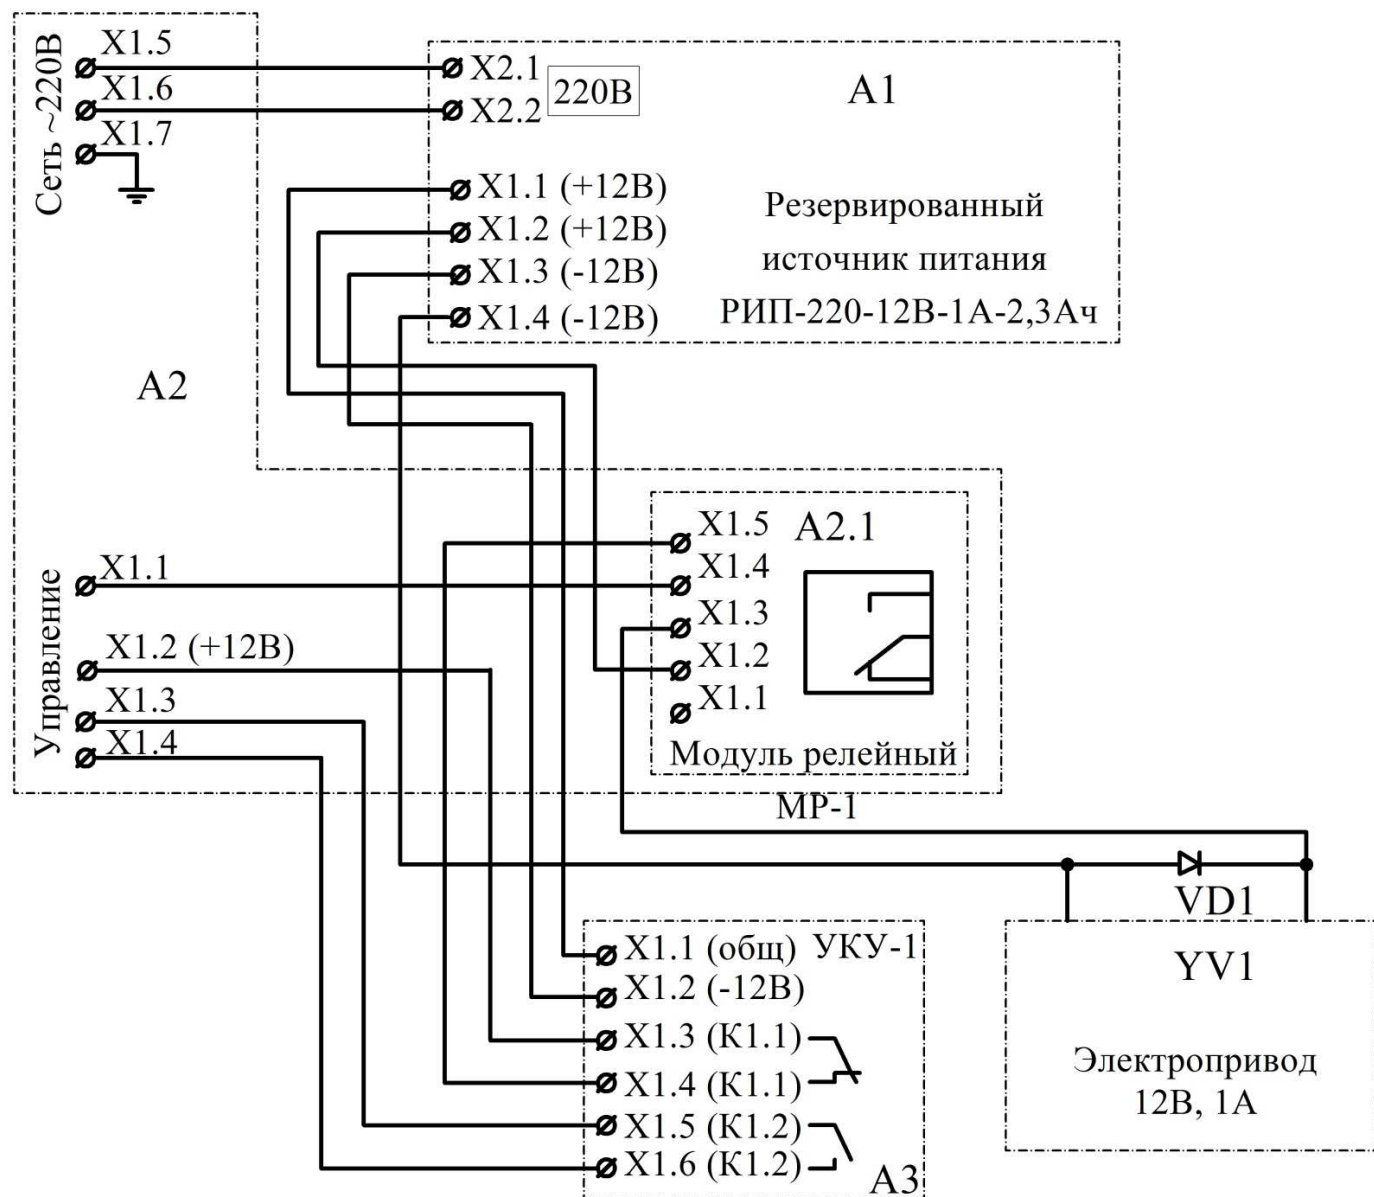 Сеть ~220В
X1.5
X1.6
X1.7
X2.1
X2.2
220В
A1
X1.1 (+12В)
X1.2 (+12В)
X1.3 (-12В)
X1.4 (-12В)
Резервированный
источник питания
РИП-220-12В-1А-2,3Ач
A2
Управление
X1.1
X1.2 (+12В)
X1.3
X1.4
X1.5
A2.1
X1.4
X1.3
X1.2
X1.1
Модуль релейный
МР-1
VD1
X1.1 (общ) УКУ-1
X1.2 (-12В)
X1.3 (К1.1)
X1.4 (К1.1)
X1.5 (К1.2)
X1.6 (К1.2)
A3
YV1
Электропривод
12В, 1А